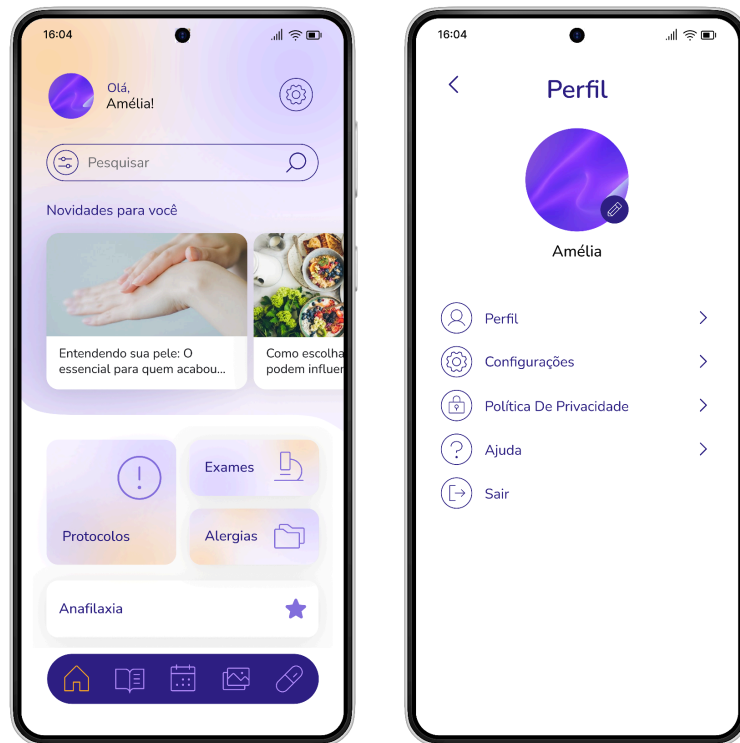 16:04
Olá,
Amélia!
Pesquisar
Novidades para você
Entendendo sua pele: O
essencial para quem acabou...
Como escolha
podem influer
Protocolos
Exames
Alergias
Anafilaxia
16:04
Perfil
Amélia
Perfil
Configurações
Política De Privacidade
Ajuda
Sair